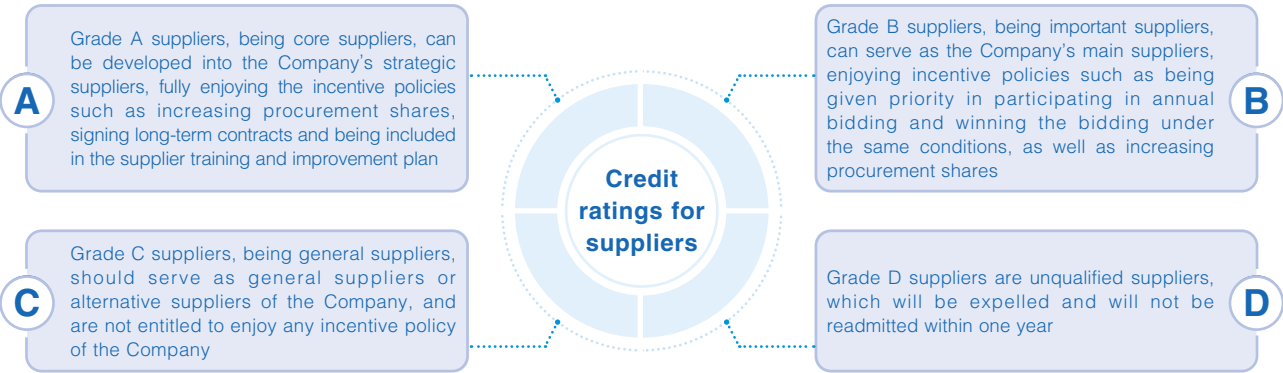 A
Grade A suppliers, being core suppliers, can
be developed into the Company's strategic
suppliers, fully enjoying the incentive policies
such as increasing procurement shares,
signing long-term contracts and being included
in the supplier training and improvement plan
Grade B suppliers, being important suppliers,
can serve as the Company's main suppliers,
enjoying incentive policies such as being
given priority in participating in annual
bidding and winning the bidding under
the same conditions, as well as increasing
procurement shares
B
Credit
ratings for
suppliers
C
Grade C suppliers, being general suppliers,
should serve as general suppliers or
alternative suppliers of the Company, and
are not entitled to enjoy any incentive policy
of the Company
Grade D suppliers are unqualified suppliers,
which will be expelled and will not be
readmitted within one year
D